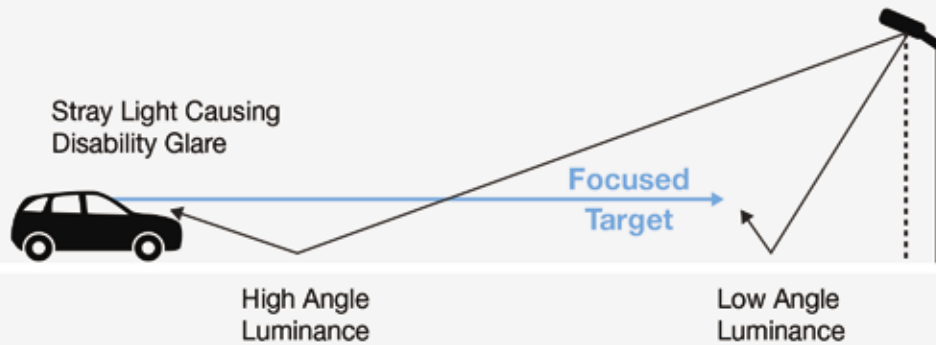 Stray Light Causing
Disability Glare
Focused
Target
High Angle
Luminance
Low Angle
Luminance